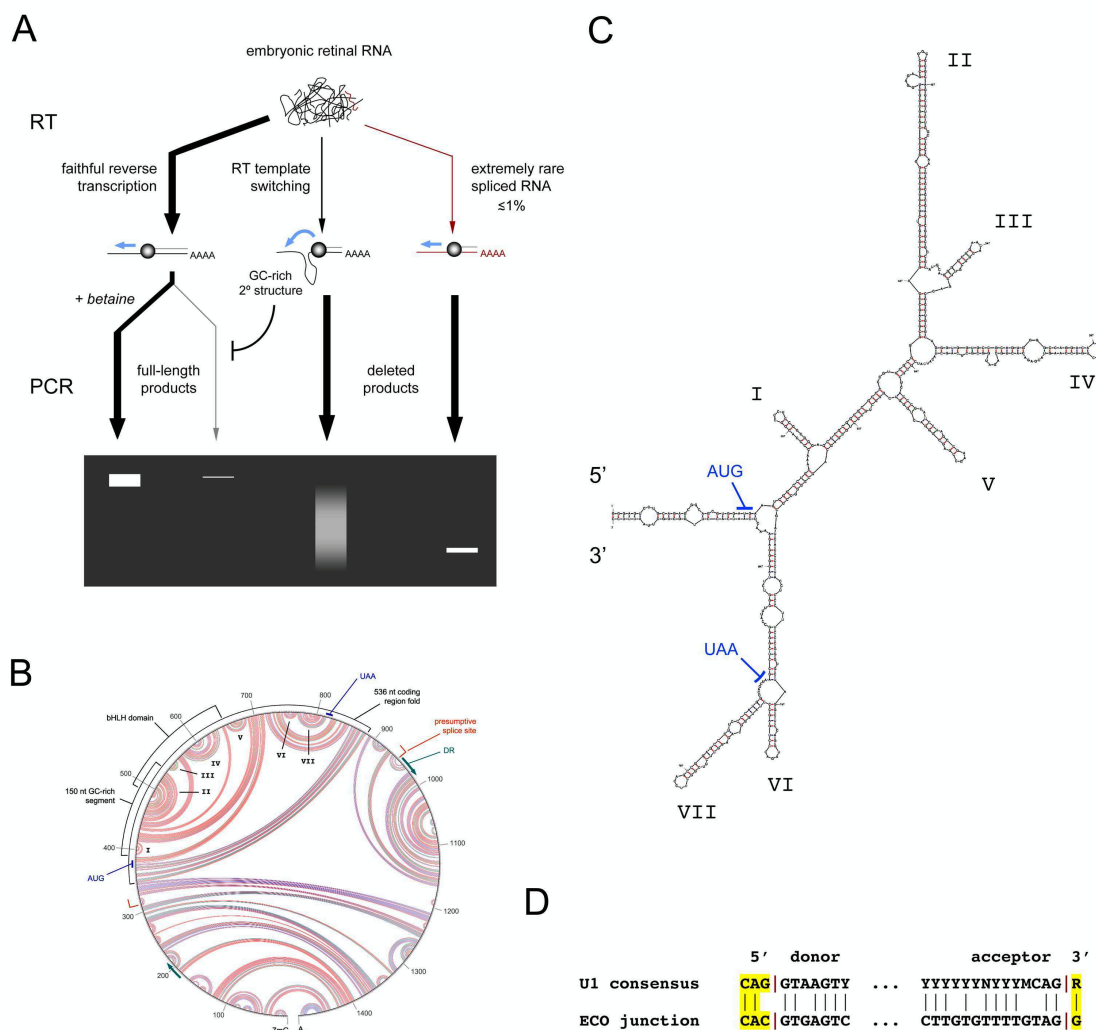 A
embryonic retinal RNA
RT
faithful reverse
transcription
RT template
switching
extremely rare
spliced RNA
≤1%
AAAA
AAAA
AAAA
GC-rich
2º structure
+ betaine
PCR
full-length
products
deleted
products
B
bHLH domain
150 nt GC-rich
segment
AUG
UAA
536 nt coding
region fold
presumptive
splice site
DR
100
200
300
400
500
600
700
800
900
1000
1100
1200
1300
1400
I
II
III
IV
V
VI
VII
7mG
A
C
II
III
IV
I
V
AUG
5’
3’
UAA
VI
VII
D
5′ donor acceptor 3′
U1 consensus CAG|GTAAGTY ... YYYYYYNYYYMCAG|R
ECO junction CAC|GTGAGTC ... CTTGTGTTTTGTAG|G